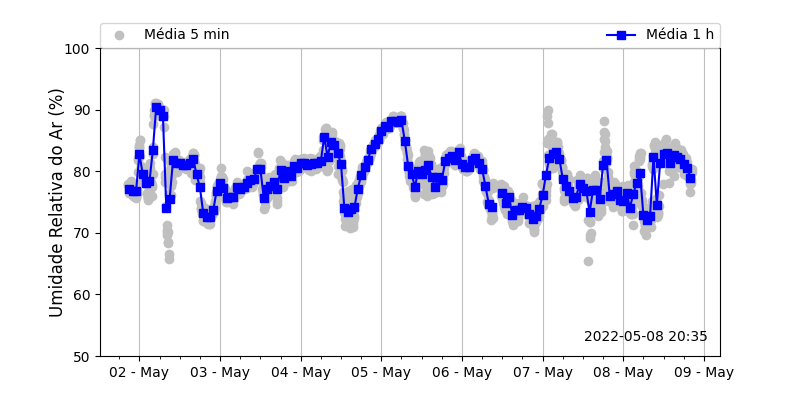 Média 5 min
Média 1 h
Umidade Relativa do Ar (%)
100
90
80
70
60
50
2022-05-08 20:35
02 - May
03 - May
04 - May
05 - May
06 - May
07 - May
08 - May
09 - May